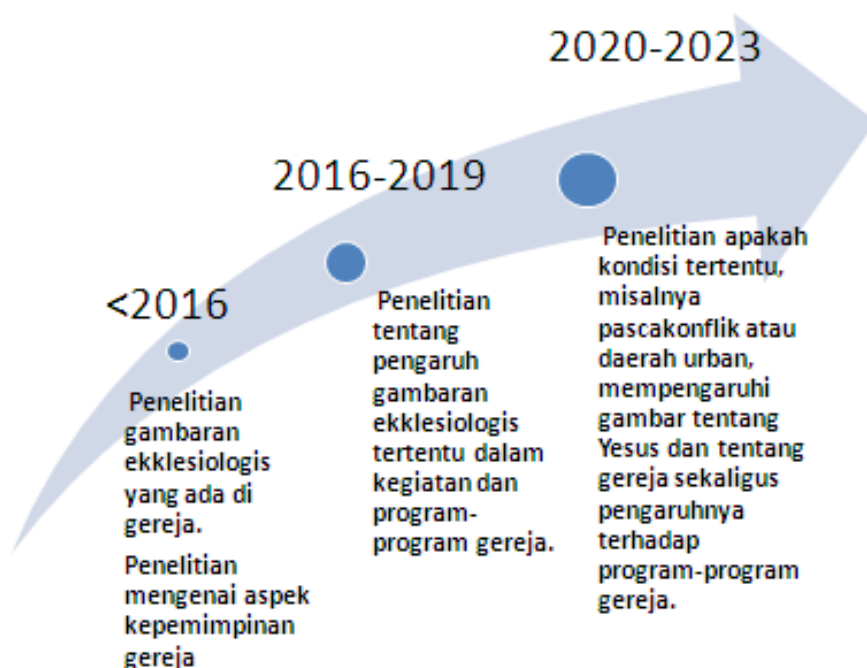 <2016
Penelitian
gambaran
ekklesiologis
yang ada di
gereja.
Penelitian
mengenai aspek
kepemimpinan
gereja
2016-2019
Penelitian
tentang
pengaruh
gambaran
ekklesiologis
tertentu dalam
kegiatan dan
program-
program gereja.
2020-2023
Penelitian apakah
kondisi tertentu,
misalnya
pascakonflik atau
daerah urban,
mempengaruhi
gambar tentang
Yesus dan tentang
gereja sekaligus
pengaruhnya
terhadap
program-program
gereja.